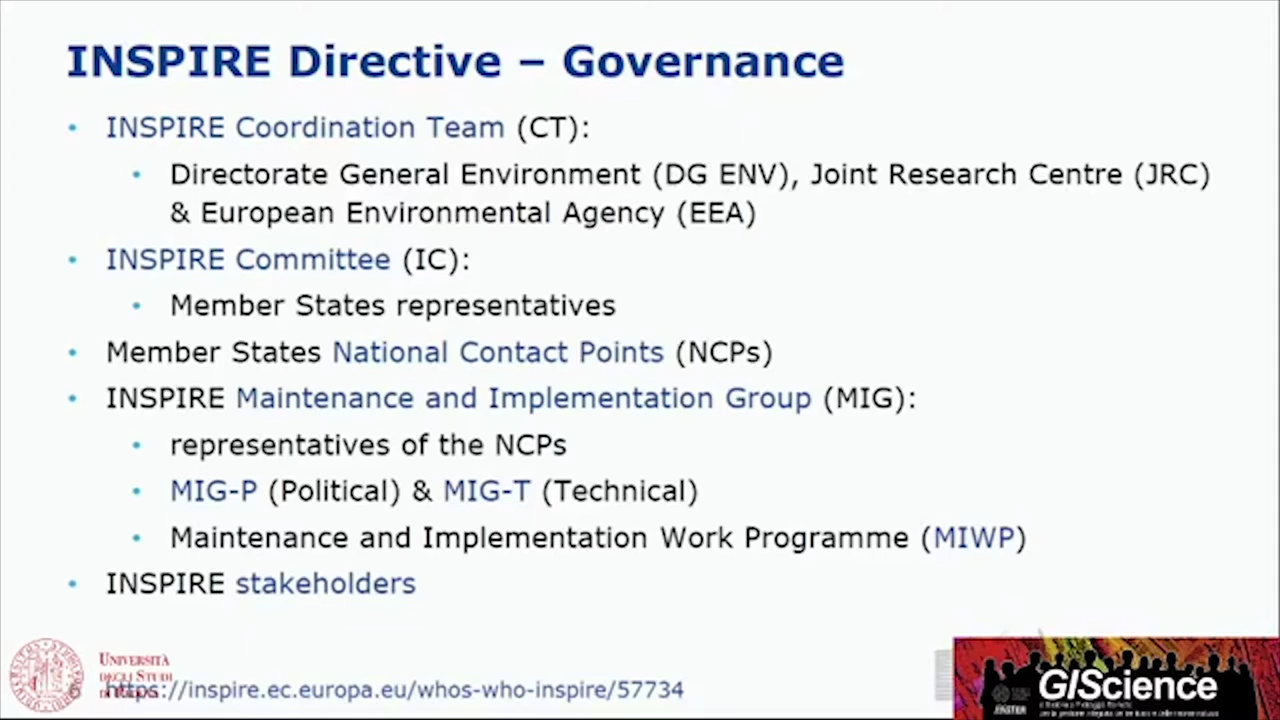 INSPIRE Directive – Governance
• INSPIRE Coordination Team (CT):
• Directorate General Environment (DG ENV), Joint Research Centre (JRC)
& European Environmental Agency (EEA)
• INSPIRE Committee (IC):
• Member States representatives
• Member States National Contact Points (NCPs)
• INSPIRE Maintenance and Implementation Group (MIG):
• representatives of the NCPs
• MIG-P (Political) & MIG-T (Technical)
• Maintenance and Implementation Work Programme (MIWP)
• INSPIRE stakeholders
UNIVERSITÀ
DEGLI STUDI
https://inspire.ec.europa.eu/whos-who-inspire/57734
GIScience